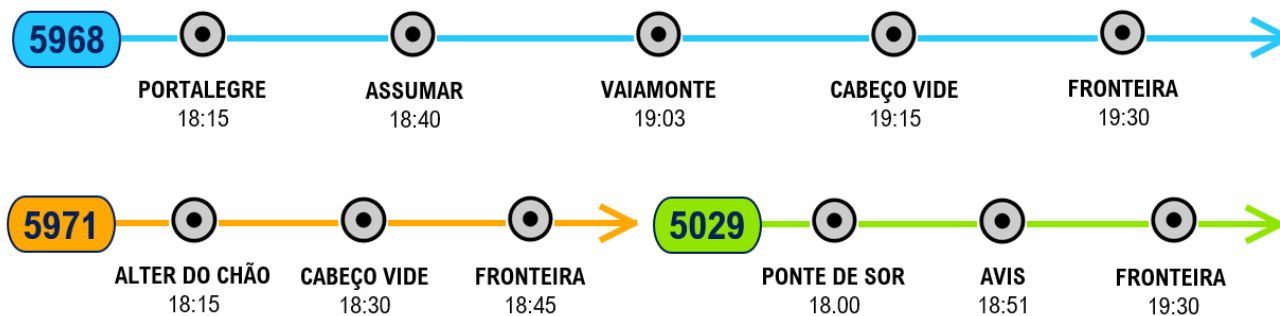 5968
PORTALEGRE ASSUMAR VAIAMONTE CABEÇO VIDE FRONTEIRA
18:15 18:40 19:03 19:15 19:30
5971 5029
ALTER DO CHÃO CABEÇO VIDE FRONTEIRA PONTE DE SOR AVIS FRONTEIRA
18:15 18:30 18:45 18.00 18:51 19:30